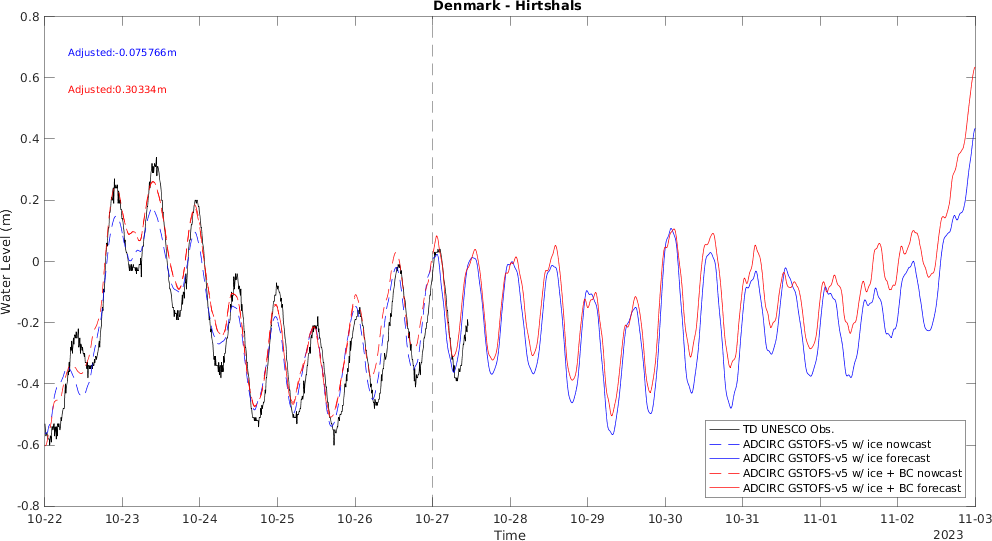 Denmark - Hirtshals
Adjusted:-0.075766m
Adjusted:0.30334m
Water Level (m)
0.8
0.6
0.4
0.2
0
-0.2
-0.4
-0.6
-0.8
TD UNESCO Obs.
ADCIRC GSTOFS-v5 w/ ice nowcast
ADCIRC GSTOFS-v5 w/ ice forecast
ADCIRC GSTOFS-v5 w/ ice + BC nowcast
ADCIRC GSTOFS-v5 w/ ice + BC forecast
10-22 10-23 10-24 10-25 10-26 10-27 10-28 10-29 10-30 10-31 11-01 11-02 11-03
Time
2023